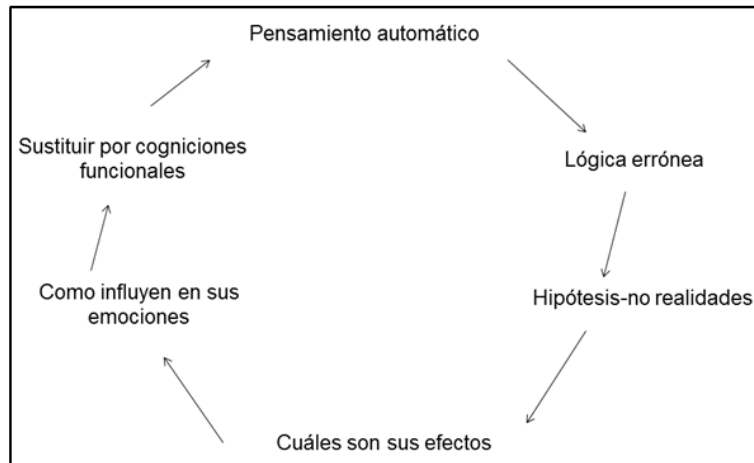 Pensamiento automático
Lógica errónea
Hipótesis-no realidades
Cuáles son sus efectos
Como influyen en sus
emociones
Sustituir por cogniciones
funcionales